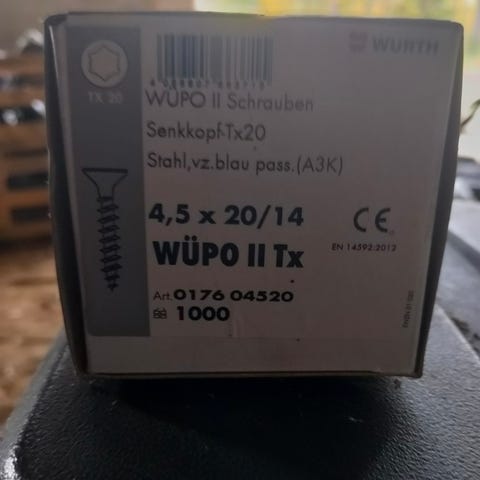 WURTH
TX 20
WÜPO II Schrauben
Senkkopf-Tx20
Stahl,vz.blau pass.(A3K)
4,5 x 20/14
CE
WÜPO II Tx
EN 14592:2012
Art.0176 04520
1000